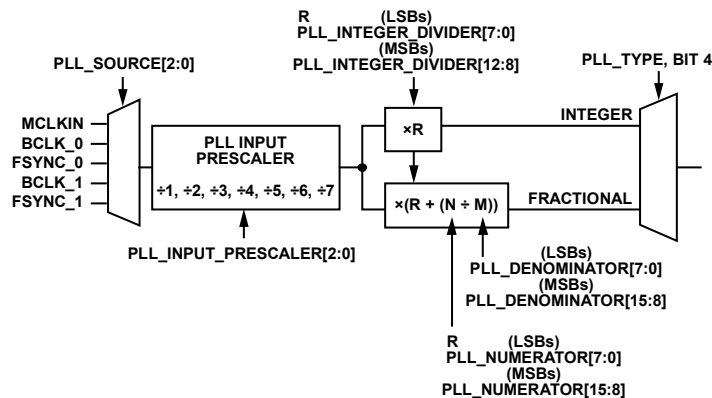 R (LSBs)
PLL_INTEGER_DIVIDER[7:0]
(MSBs)
PLL_INTEGER_DIVIDER[12:8]
PLL_SOURCE[2:0]
PLL_TYPE, BIT 4
MCLKIN
BCLK_0
FSYNC_0
BCLK_1
FSYNC_1
PLL INPUT
PRESCALER
÷1, ÷2, ÷3, ÷4, ÷5, ÷6, ÷7
PLL_INPUT_PRESCALER[2:0]
×R
INTEGER
×(R + (N ÷ M))
FRACTIONAL
(LSBs)
PLL_DENOMINATOR[7:0]
(MSBs)
PLL_DENOMINATOR[15:8]
R (LSBs)
PLL_NUMERATOR[7:0]
(MSBs)
PLL_NUMERATOR[15:8]